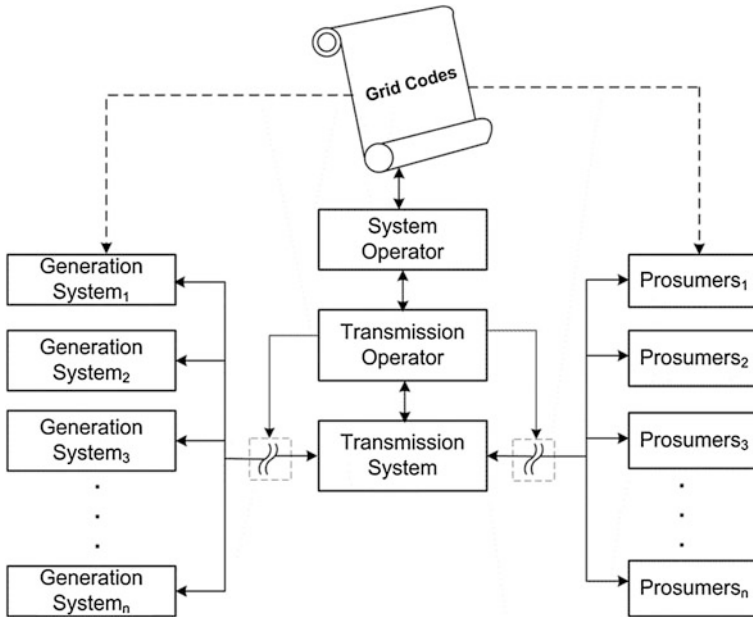 Grid Codes
System
Operator
Generation
System₁
Prosumers₁
Transmission
Operator
Generation
System₂
Prosumers₂
Generation
System₃
Transmission
System
Prosumers₃
Generation
Systemₙ
Prosumersₙ